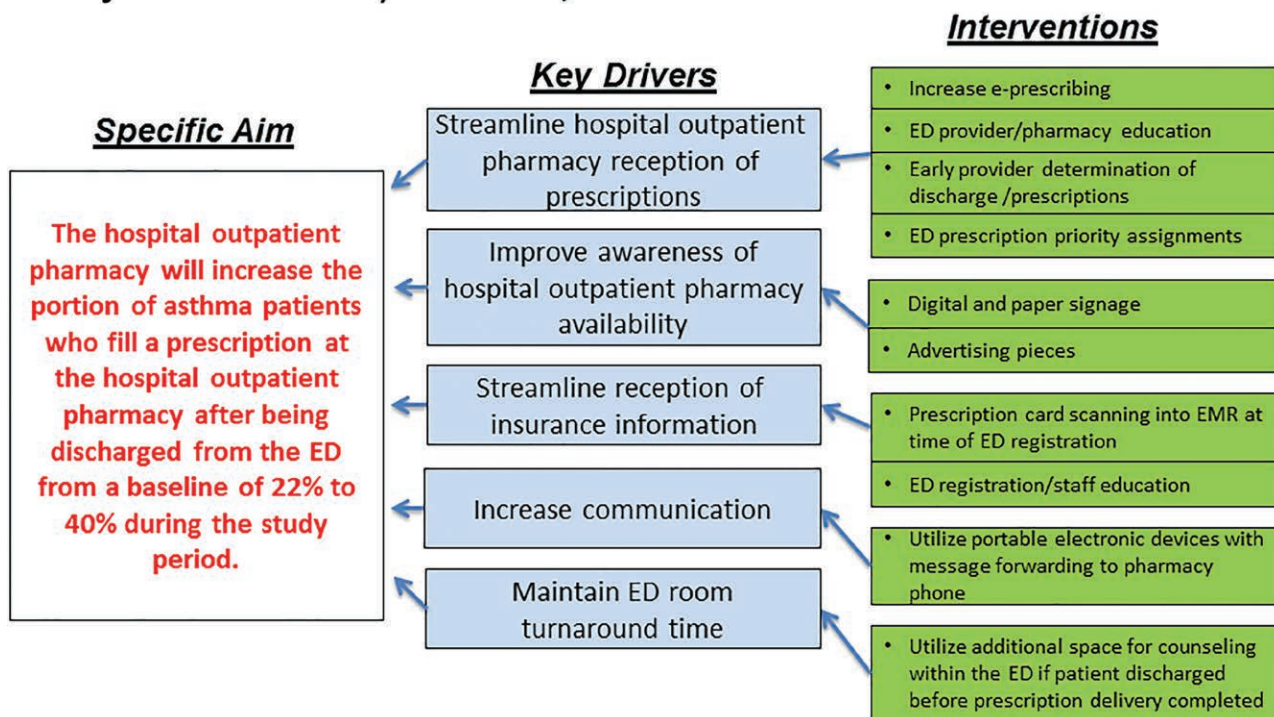 Interventions
Key Drivers
Specific Aim
The hospital outpatient
pharmacy will increase the
portion of asthma patients
who fill a prescription at
the hospital outpatient
pharmacy after being
discharged from the ED
from a baseline of 22% to
40% during the study
period.
Streamline hospital outpatient
pharmacy reception of
prescriptions
Improve awareness of
hospital outpatient pharmacy
availability
Streamline reception of
insurance information
Increase communication
Maintain ED room
turnaround time
• Increase e-prescribing
• ED provider/pharmacy education
• Early provider determination of
discharge /prescriptions
• ED prescription priority assignments
• Digital and paper signage
• Advertising pieces
• Prescription card scanning into EMR at
time of ED registration
• ED registration/staff education
• Utilize portable electronic devices with
message forwarding to pharmacy
phone
• Utilize additional space for counseling
within the ED if patient discharged
before prescription delivery completed